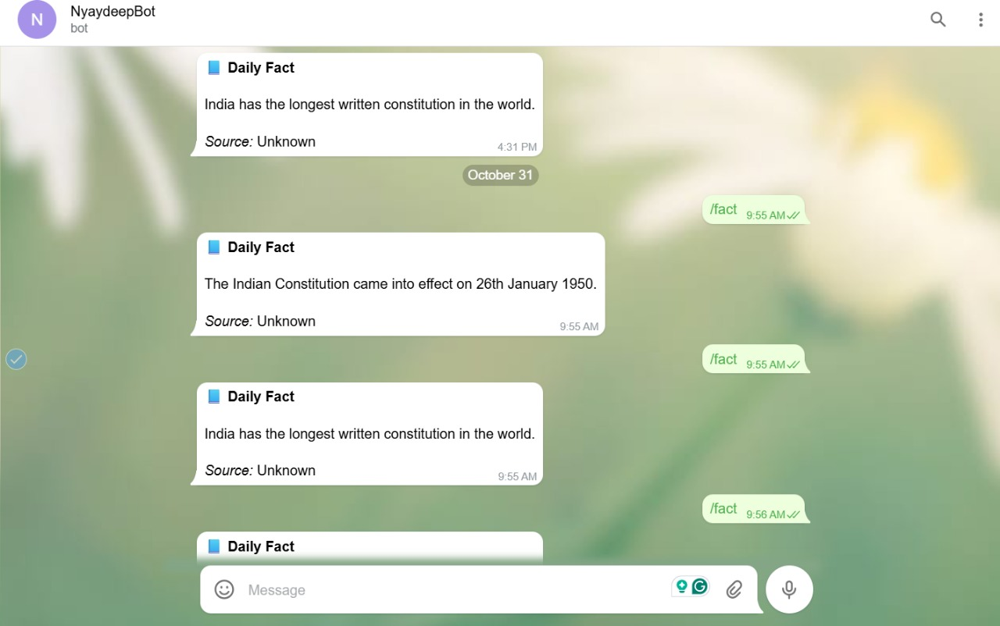 N
NyaydeepBot
bot
📘 Daily Fact
India has the longest written constitution in the world.
Source: Unknown
4:31 PM
October 31
/fact 9:55 AM
📘 Daily Fact
The Indian Constitution came into effect on 26th January 1950.
Source: Unknown
9:55 AM
/fact 9:55 AM
📘 Daily Fact
India has the longest written constitution in the world.
Source: Unknown
9:55 AM
/fact 9:56 AM
📘 Daily Fact
Message